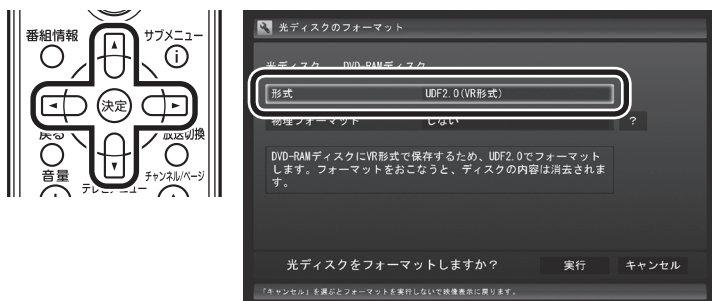 番組情報
サブメニュー
決定
戻る
放送切換
音量
チャンネル/ページ
テレビメニュー
光ディスクのフォーマット
光ディスク DVD-RAMディスク
形式 UDF2.0(VR形式)
物理フォーマット しない ?
DVD-RAMディスクにVR形式で保存するため、UDF2.0でフォーマット
します。フォーマットをおこなうと、ディスクの内容は消去されま
す。
光ディスクをフォーマットしますか？ 実行 キャンセル
「キャンセル」を選ぶとフォーマットを実行しないで映像表示に戻ります。